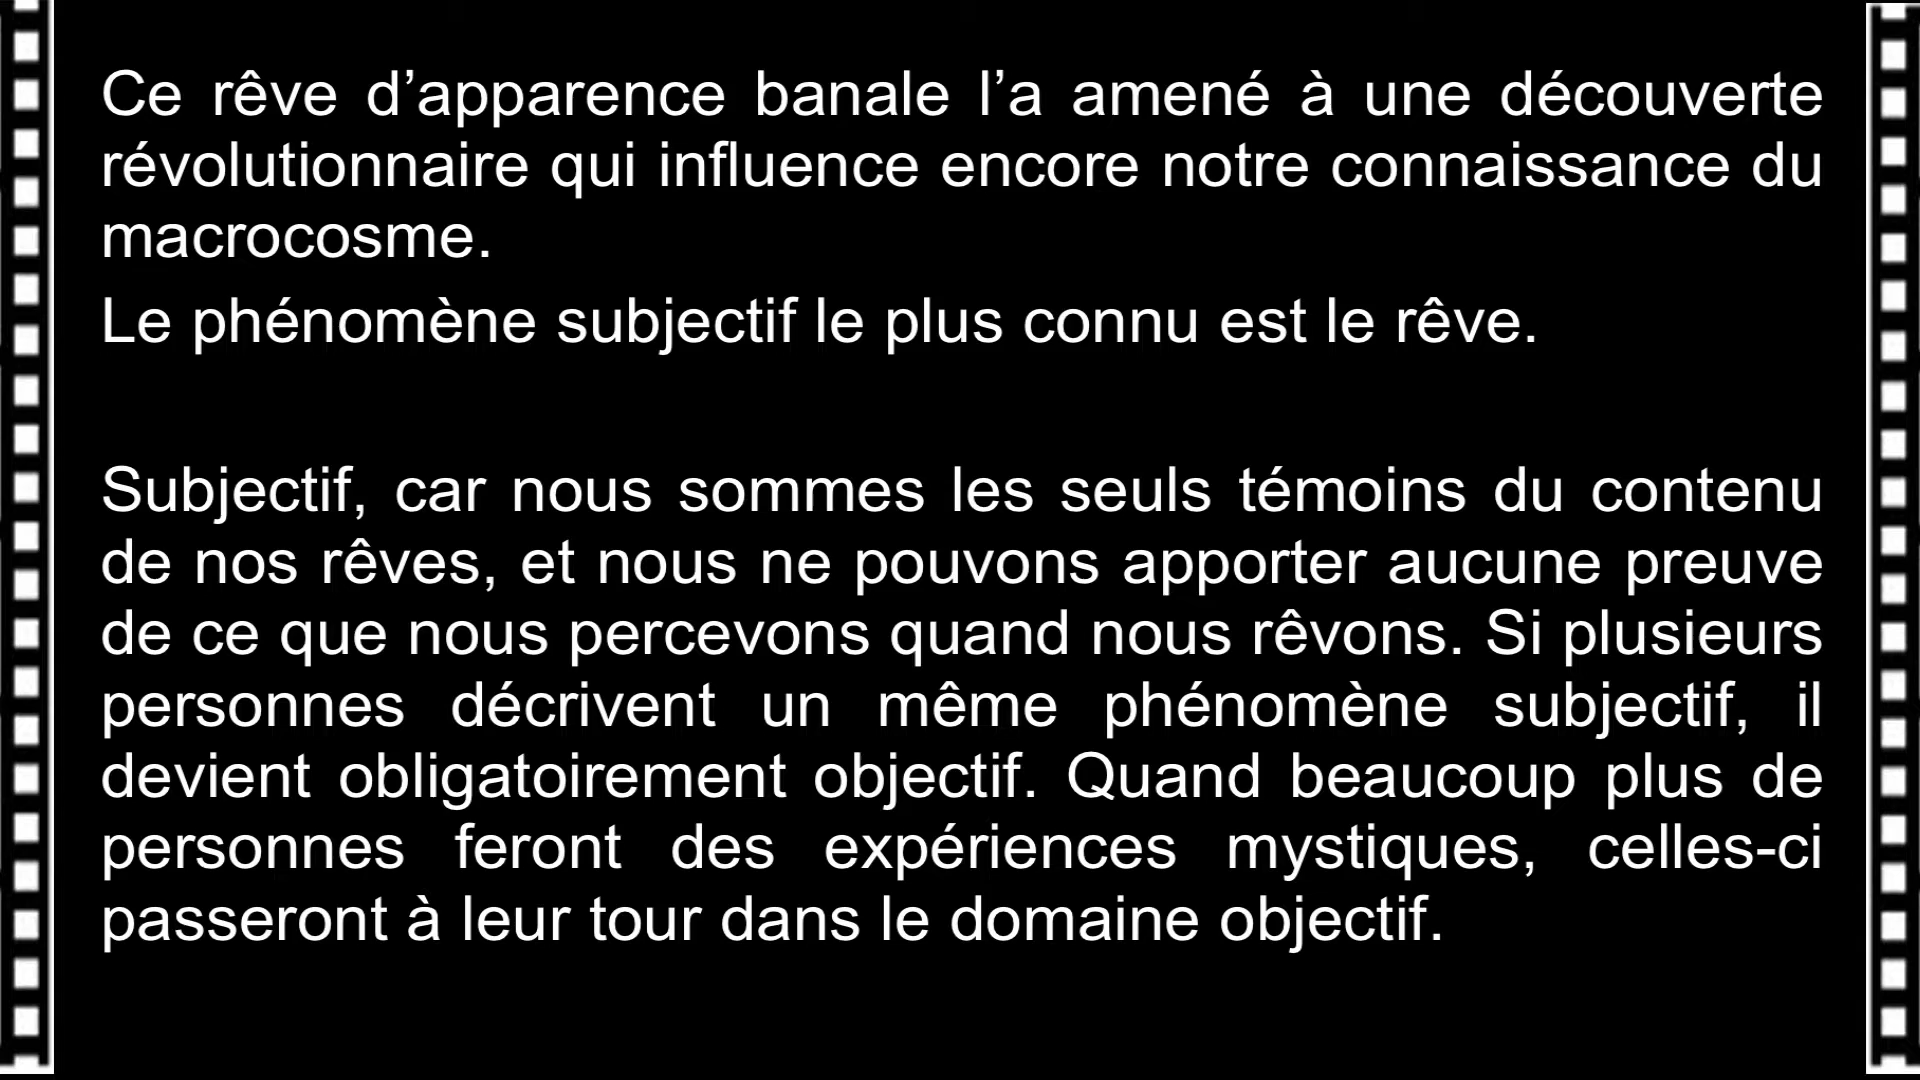 Ce rêve d’apparence banale l’a amené à une découverte
révolutionnaire qui influence encore notre connaissance du
macrocosme.
Le phénomène subjectif le plus connu est le rêve.
Subjectif, car nous sommes les seuls témoins du contenu
de nos rêves, et nous ne pouvons apporter aucune preuve
de ce que nous percevons quand nous rêvons. Si plusieurs
personnes décrivent un même phénomène subjectif, il
devient obligatoirement objectif. Quand beaucoup plus de
personnes feront des expériences mystiques, celles-ci
passeront à leur tour dans le domaine objectif.